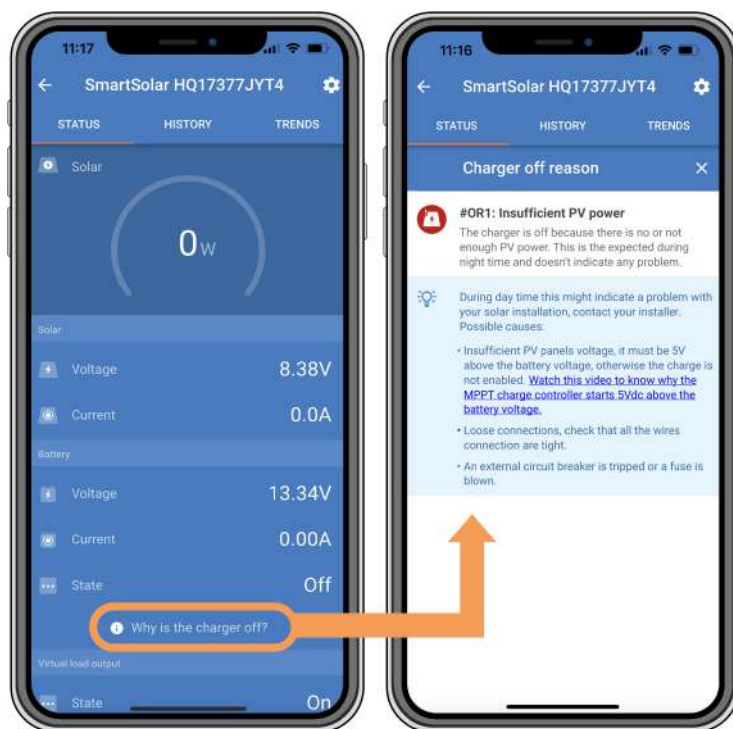 11:17
SmartSolar HQ17377JYT4
STATUS HISTORY TRENDS
Solar
0W
Solar
Voltage 8.38V
Current 0.0A
Battery
Voltage 13.34V
Current 0.00A
State Off
Why is the charger off?
Virtual load output
State On
11:16
SmartSolar HQ17377JYT4
STATUS HISTORY TRENDS
Charger off reason
#OR1: Insufficient PV power
The charger is off because there is no or not
enough PV power. This is the expected during
night time and doesn't indicate any problem.
During day time this might indicate a problem with
your solar installation, contact your installer.
Possible causes:
• Insufficient PV panels voltage, it must be 5V
above the battery voltage, otherwise the charge is
not enabled. Watch this video to know why the
MPPT charge controller starts 5Vdc above the
battery voltage.
• Loose connections, check that all the wires
connection are tight.
• An external circuit breaker is tripped or a fuse is
blown.